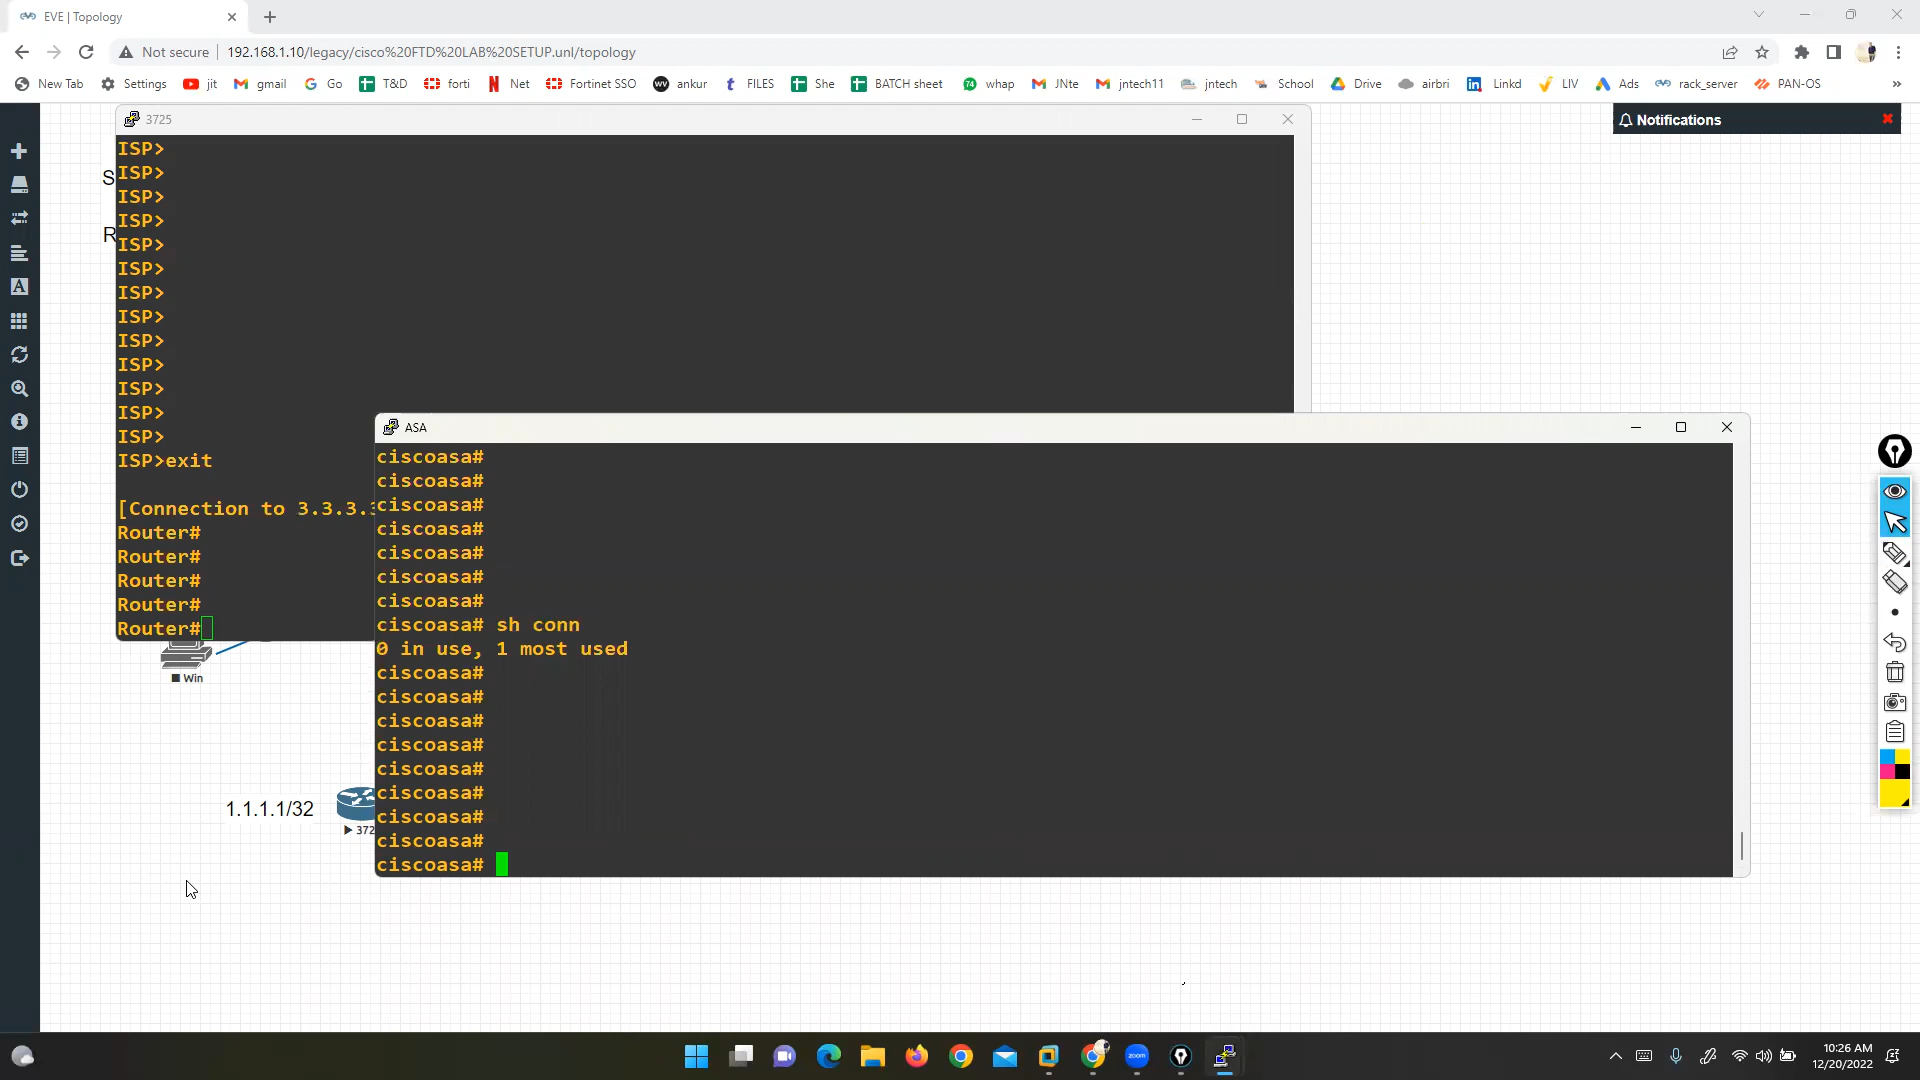 EVE | Topology
Not secure
192.168.1.10/legacy/cisco%20FTD%20LAB%20SETUP.unl/topology
New Tab Settings jit gmail Go T&D forti Net Fortinet SSO ankur FILES She BATCH sheet whap JNte jntech11 jntech School Drive airbri Linkd LIV Ads rack_server PAN-OS »
3725
Notifications
S
R
ISP>
ISP>
ISP>
ISP>
ISP>
ISP>
ISP>
ISP>
ISP>
ISP>
ISP>
ISP>
ISP>
ISP>exit
[Connection to 3.3.3.3
Router#
Router#
Router#
Router#
Router#
ASA
ciscoasa#
ciscoasa#
ciscoasa#
ciscoasa#
ciscoasa#
ciscoasa#
ciscoasa#
ciscoasa# sh conn
0 in use, 1 most used
ciscoasa#
ciscoasa#
ciscoasa#
ciscoasa#
ciscoasa#
ciscoasa#
ciscoasa#
ciscoasa#
ciscoasa#
Win
1.1.1.1/32
372
zoom
10:26 AM
12/20/2022